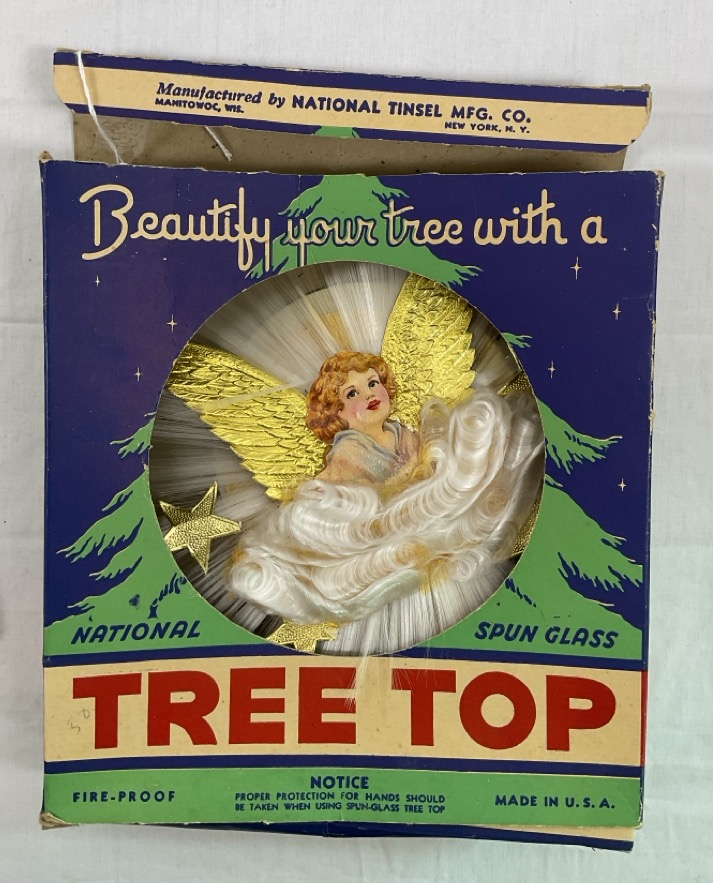 Manufactured by NATIONAL TINSEL MFG. CO.
MANITOWOC, WIS.
NEW YORK, N. Y.
Beautify your tree with a
NATIONAL
SPUN GLASS
TREE TOP
50
FIRE-PROOF
NOTICE
PROPER PROTECTION FOR HANDS SHOULD
BE TAKEN WHEN USING SPUN-GLASS TREE TOP
MADE IN U.S.A.